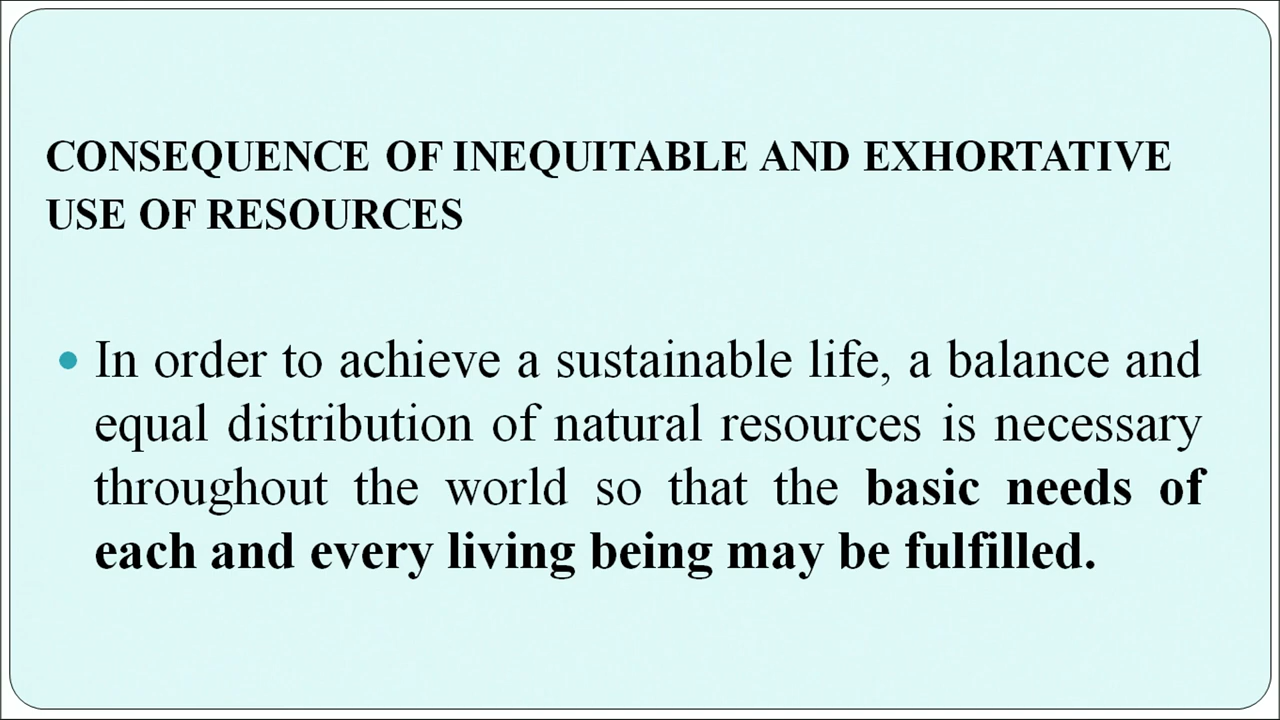 CONSEQUENCE OF INEQUITABLE AND EXHORTATIVE
USE OF RESOURCES
• In order to achieve a sustainable life, a balance and
equal distribution of natural resources is necessary
throughout the world so that the basic needs of
each and every living being may be fulfilled.